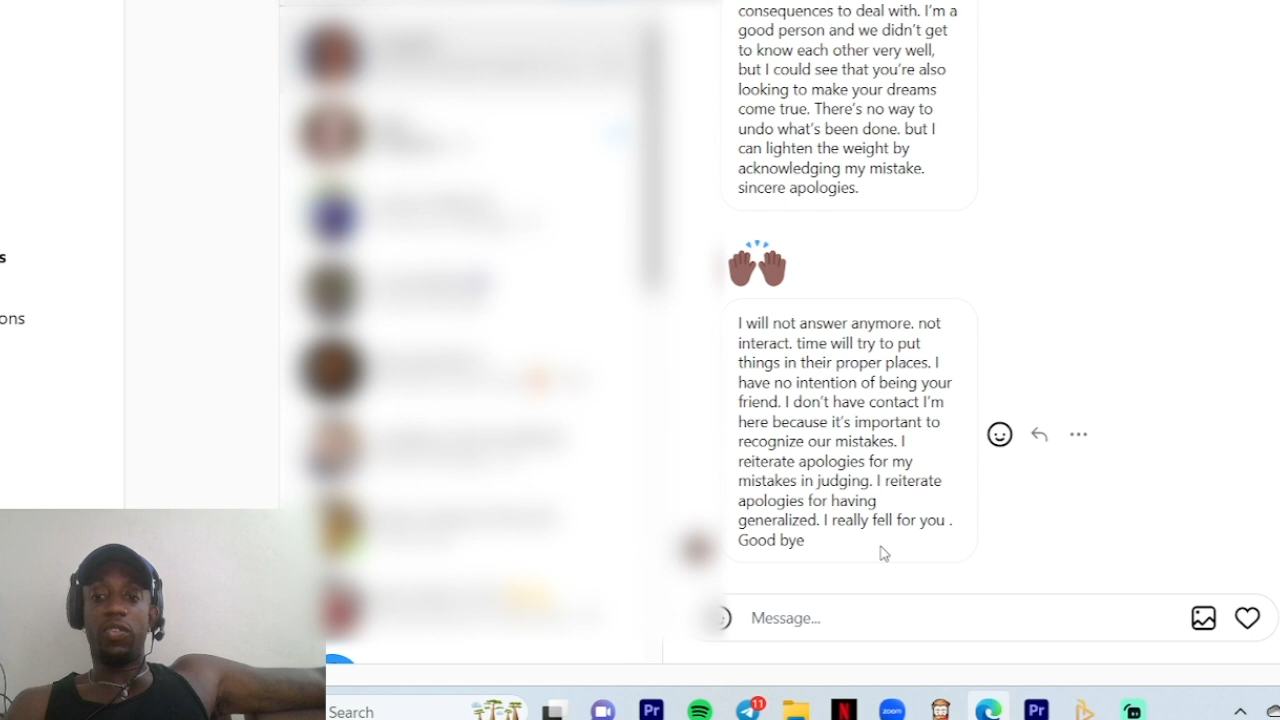 consequences to deal with. I'm a
good person and we didn't get
to know each other very well,
but I could see that you're also
looking to make your dreams
come true. There's no way to
undo what's been done. but I
can lighten the weight by
acknowledging my mistake.
sincere apologies.
s
ons
I will not answer anymore. not
interact. time will try to put
things in their proper places. I
have no intention of being your
friend. I don't have contact I'm
here because it's important to
recognize our mistakes. I
reiterate apologies for my
mistakes in judging. I reiterate
apologies for having
generalized. I really fell for you .
Good bye
Message...
Search
Pr
11
N
zoom
Pr